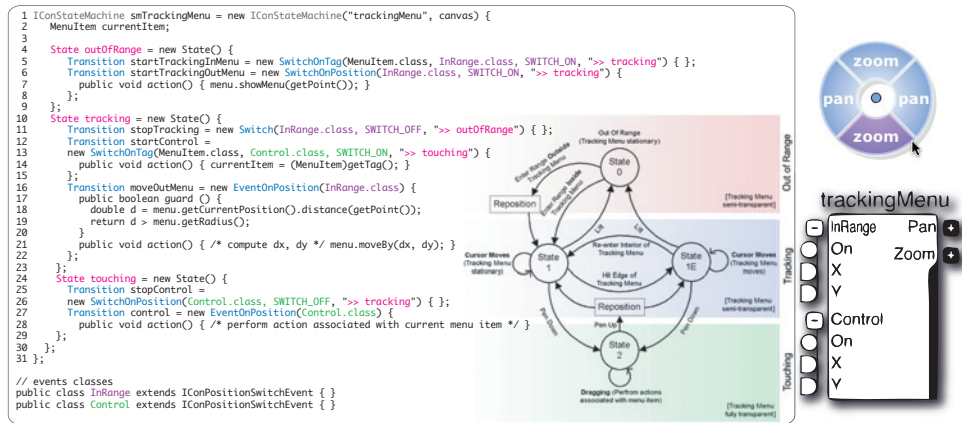 1 IConStateMachine smTrackingMenu = new IConStateMachine("trackingMenu", canvas) {
2 MenuItem currentItem;
3
4 State outOfRange = new State() {
5 Transition startTrackingInMenu = new SwitchOnTag(MenuItem.class, InRange.class, SWITCH_ON, ">> tracking") { };
6 Transition startTrackingOutMenu = new SwitchOnPosition(InRange.class, SWITCH_ON, ">> tracking") {
7 public void action() { menu.showMenu(getPoint()); }
8 };
9 };
10 State tracking = new State() {
11 Transition stopTracking = new Switch(InRange.class, SWITCH_OFF, ">> outOfRange") { };
12 Transition startControl =
13 new SwitchOnTag(MenuItem.class, Control.class, SWITCH_ON, ">> touching") {
14 public void action() { currentItem = (MenuItem)getTag(); }
15 };
16 Transition moveOutMenu = new EventOnPosition(InRange.class) {
17 public boolean guard () {
18 double d = menu.getCurrentPosition().distance(getPoint());
19 return d > menu.getRadius();
20 }
21 public void action() { /* compute dx, dy */ menu.moveBy(dx, dy); }
22 };
23 };
24 State touching = new State() {
25 Transition stopControl =
26 new SwitchOnPosition(Control.class, SWITCH_OFF, ">> tracking") { };
27 Transition control = new EventOnPosition(Control.class) {
28 public void action() { /* perform action associated with current menu item */ }
29 };
30 };
31 };
// events classes
public class InRange extends IConPositionSwitchEvent { }
public class Control extends IConPositionSwitchEvent { }
Out Of Range
(Tracking Menu stationary)
State
0
Enter Range Outside
Tracking Menu
Enter Range Inside
Tracking Menu
Reposition
[Tracking Menu
semi-transparent]
Out of Range
Lift
Lift
Cursor Moves
(Tracking Menu
stationary)
State
1
Re-enter Interior of
Tracking Menu
Hit Edge of
Tracking Menu
State
1E
Cursor Moves
(Tracking Menu
moves)
Reposition
[Tracking Menu
semi-transparent]
Tracking
Pen Down
Pen Up
Pen Down
State
2
Dragging (Perfrom actions
associated with menu item)
[Tracking Menu
fully transparent]
Touching
zoom
pan
pan
zoom
trackingMenu
InRange
Pan
On
Zoom
X
Y
Control
On
X
Y